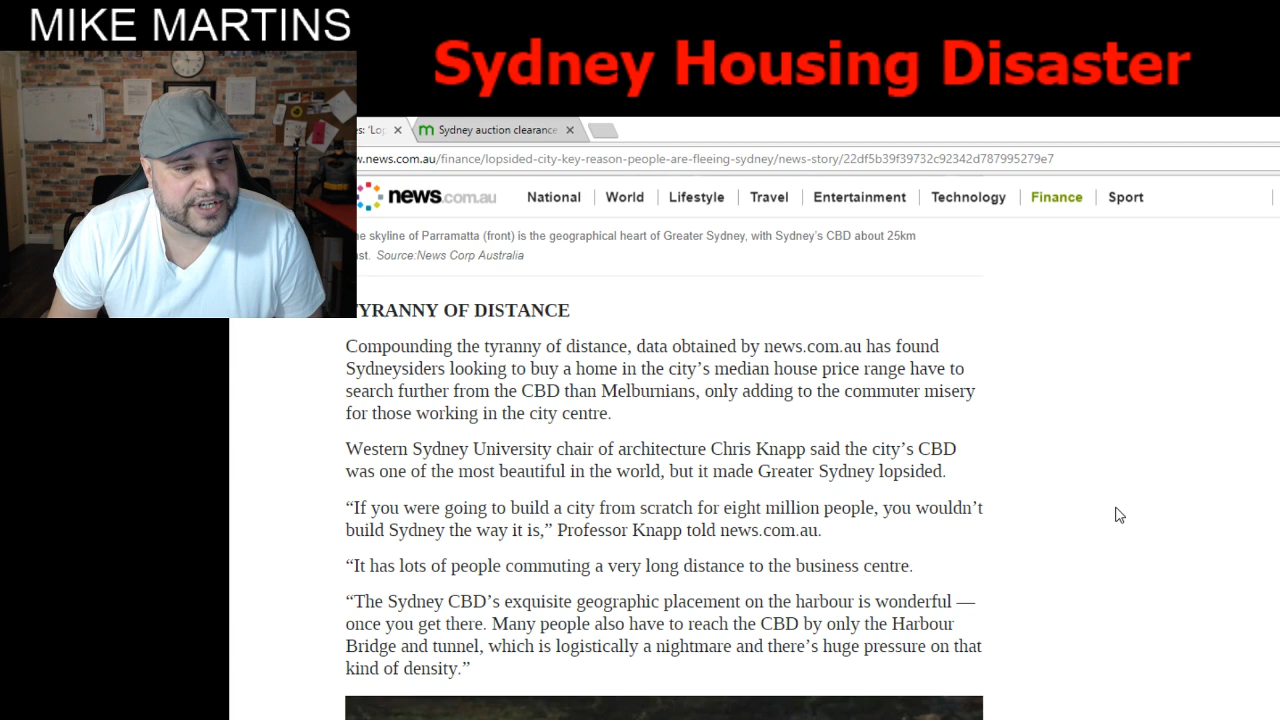 MIKE MARTINS
Sydney Housing Disaster
Sydney auction clearance
.news.com.au/finance/lopsided-city-key-reason-people-are-fleeing-sydney/news-story/22df5b39f39732c92342d787995279e7
news.com.au National World Lifestyle Travel Entertainment Technology Finance Sport
skyline of Parramatta (front) is the geographical heart of Greater Sydney, with Sydney's CBD about 25km
Source:News Corp Australia
TYRANNY OF DISTANCE
Compounding the tyranny of distance, data obtained by news.com.au has found
Sydneysiders looking to buy a home in the city’s median house price range have to
search further from the CBD than Melburnians, only adding to the commuter misery
for those working in the city centre.
Western Sydney University chair of architecture Chris Knapp said the city’s CBD
was one of the most beautiful in the world, but it made Greater Sydney lopsided.
“If you were going to build a city from scratch for eight million people, you wouldn’t
build Sydney the way it is,” Professor Knapp told news.com.au.
“It has lots of people commuting a very long distance to the business centre.
“The Sydney CBD’s exquisite geographic placement on the harbour is wonderful —
once you get there. Many people also have to reach the CBD by only the Harbour
Bridge and tunnel, which is logistically a nightmare and there’s huge pressure on that
kind of density.”